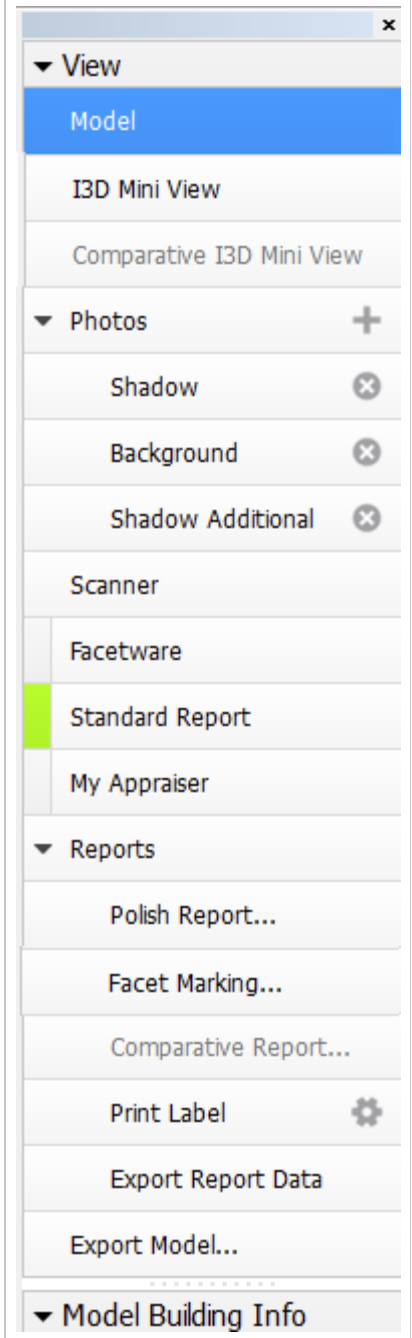 View
Model
I3D Mini View
Comparative I3D Mini View
Photos
Shadow
Background
Shadow Additional
Scanner
Facetware
Standard Report
My Appraiser
Reports
Polish Report...
Facet Marking...
Comparative Report...
Print Label
Export Report Data
Export Model...
Model Building Info